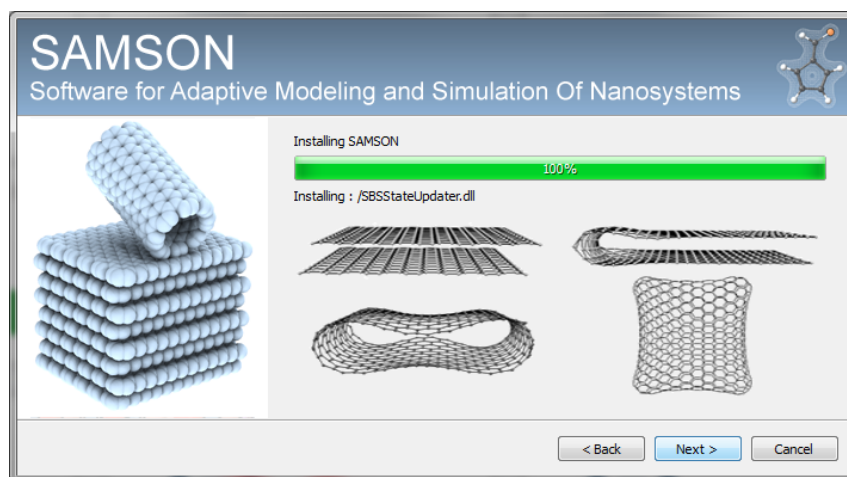 SAMSON
Software for Adaptive Modeling and Simulation Of Nanosystems
Installing SAMSON
100%
Installing : /SBSStateUpdater.dll
< Back
Next >
Cancel